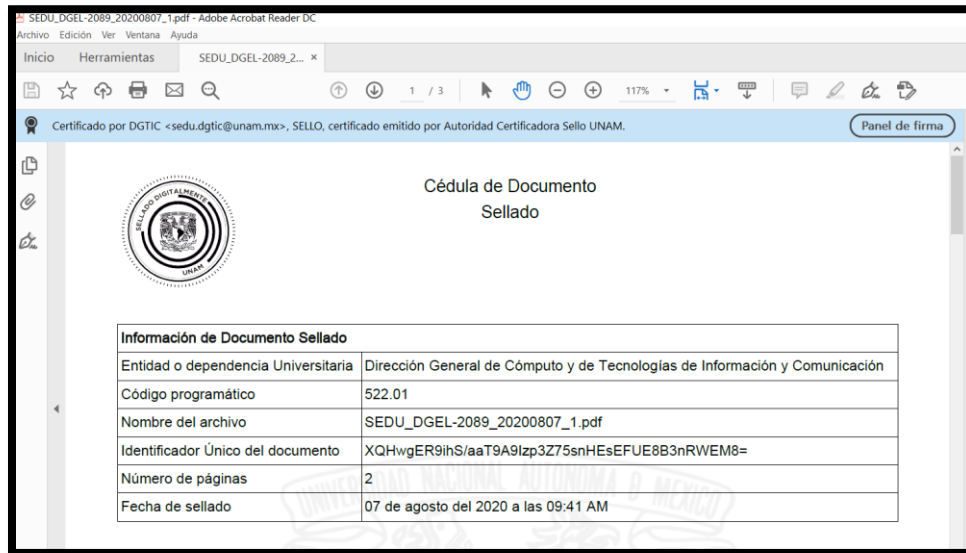 SEDU_DGEL-2089_20200807_1.pdf - Adobe Acrobat Reader DC
Archivo Edición Ver Ventana Ayuda
Inicio Herramientas SEDU_DGEL-2089_2... ×
1 / 3 117%
Certificado por DGTIC <sedu.dgtic@unam.mx>, SELLO, certificado emitido por Autoridad Certificadora Sello UNAM. Panel de firma
SELLADO DIGITALMENTE
UNAM
Cédula de Documento
Sellado
Información de Documento Sellado
Entidad o dependencia Universitaria Dirección General de Cómputo y de Tecnologías de Información y Comunicación
Código programático 522.01
Nombre del archivo SEDU_DGEL-2089_20200807_1.pdf
Identificador Único del documento XQHwgER9ihS/aaT9A9Izp3Z75snHEsEFUE8B3nRWEM8=
Número de páginas 2
Fecha de sellado 07 de agosto del 2020 a las 09:41 AM
UNIVERSIDAD NACIONAL AUTONOMA D MEXICO